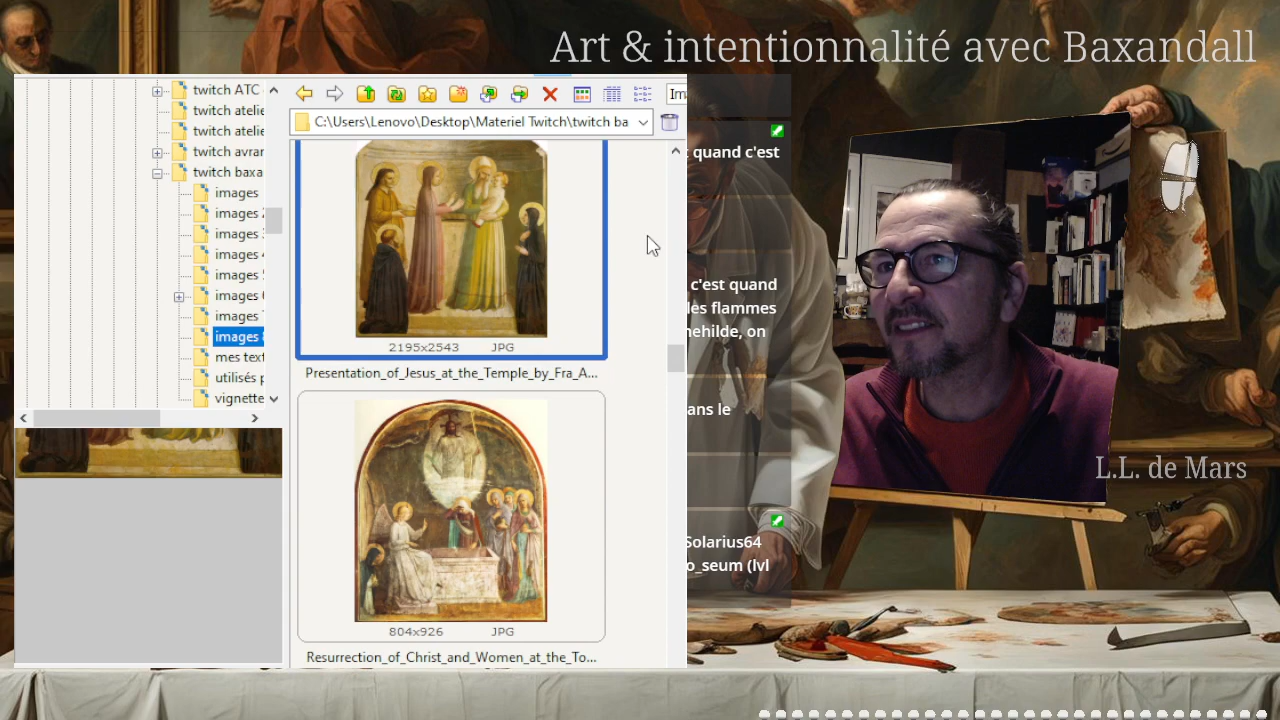 Art & intentionnalité avec Baxandall
twitch ATC
twitch atelie
twitch atelie
twitch avrar
twitch baxa
images
images
images
images
images
images
images
images
mes text
utilisés p
vignette
C:\Users\Lenovo\Desktop\Materiel Twitch\twitch ba
2195x2543 JPG
Presentation_of_Jesus_at_the_Temple_by_Fra_A...
804x926 JPG
Resurrection_of_Christ_and_Women_at_the_To...
quand c'est
c'est quand
les flammes
nehilde, on
ans le
Solarius64
o_seum (lvl
L.L. de Mars